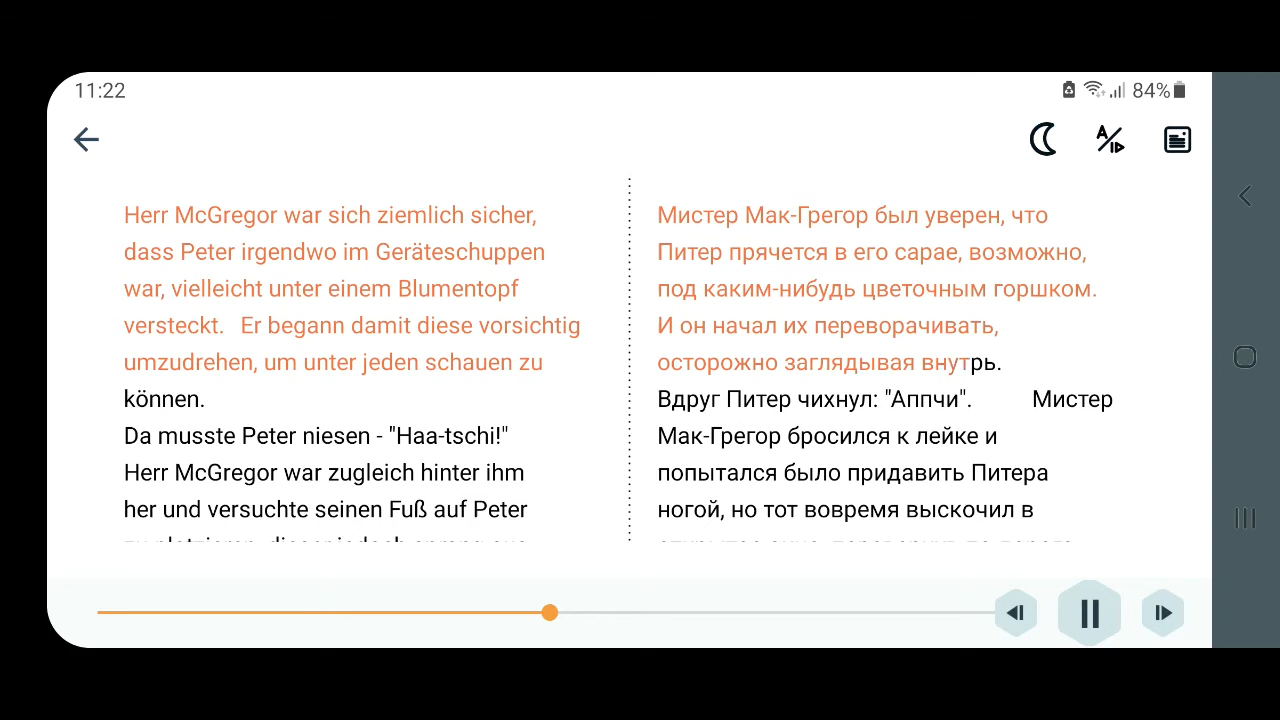 11:22
84%
Herr McGregor war sich ziemlich sicher,
dass Peter irgendwo im Geräteschuppen
war, vielleicht unter einem Blumentopf
versteckt. Er begann damit diese vorsichtig
umzudrehen, um unter jeden schauen zu
können.
Da musste Peter niesen - "Haa-tschi!"
Herr McGregor war zugleich hinter ihm
her und versuchte seinen Fuß auf Peter
Мистер Мак-Грегор был уверен, что
Питер прячется в его сарае, возможно,
под каким-нибудь цветочным горшком.
И он начал их переворачивать,
осторожно заглядывая внутрь.
Вдруг Питер чихнул: "Аппчи". Мистер
Мак-Грегор бросился к лейке и
попытался было придавить Питера
ногой, но тот вовремя выскочил в